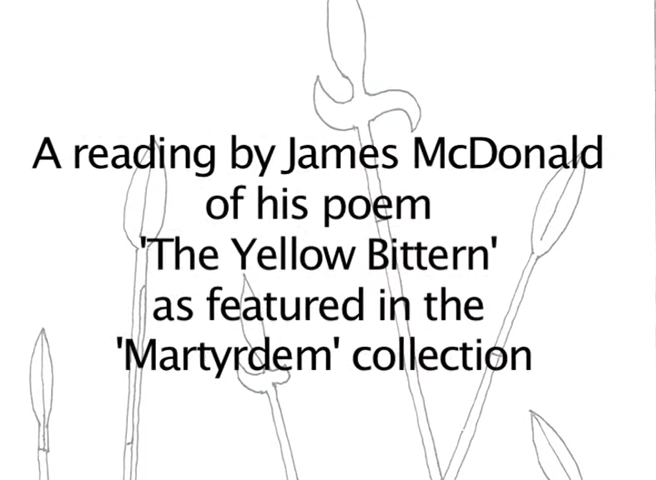 A reading by James McDonald
of his poem
'The Yellow Bittern'
as featured in the
'Martyrdem' collection